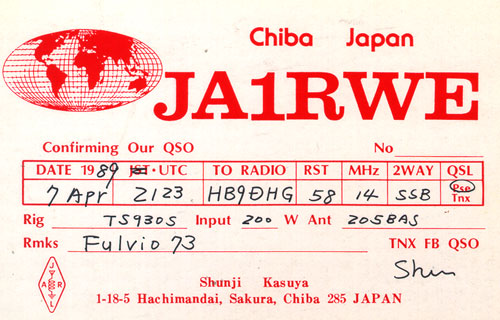 Chiba Japan
JA1RWE
Confirming Our QSO No
DATE 1989 JST·UTC TO RADIO RST MHz 2WAY QSL
7 Apr 2123 HB9DHG 58 14 SSB Pse
Tnx
Rig TS930S Input 200 W Ant 205BAS
Rmks Fulvio 73 TNX FB QSO
Shun
JARL
Shunji Kasuya
1-18-5 Hachimandai, Sakura, Chiba 285 JAPAN